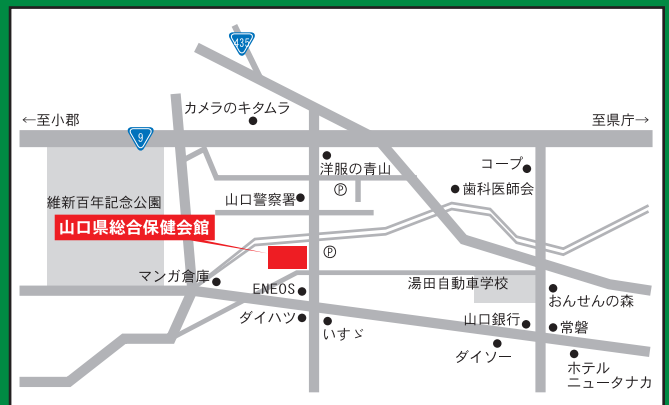 435
カメラのキタムラ
←至小郡
至県庁→
9
洋服の青山
コープ
P
歯科医師会
維新百年記念公園
山口警察署
山口県総合保健会館
P
マンガ倉庫
湯田自動車学校
ENEOS
おんせんの森
ダイハツ
いすゞ
山口銀行
常磐
ダイソー
ホテル
ニュータナカ